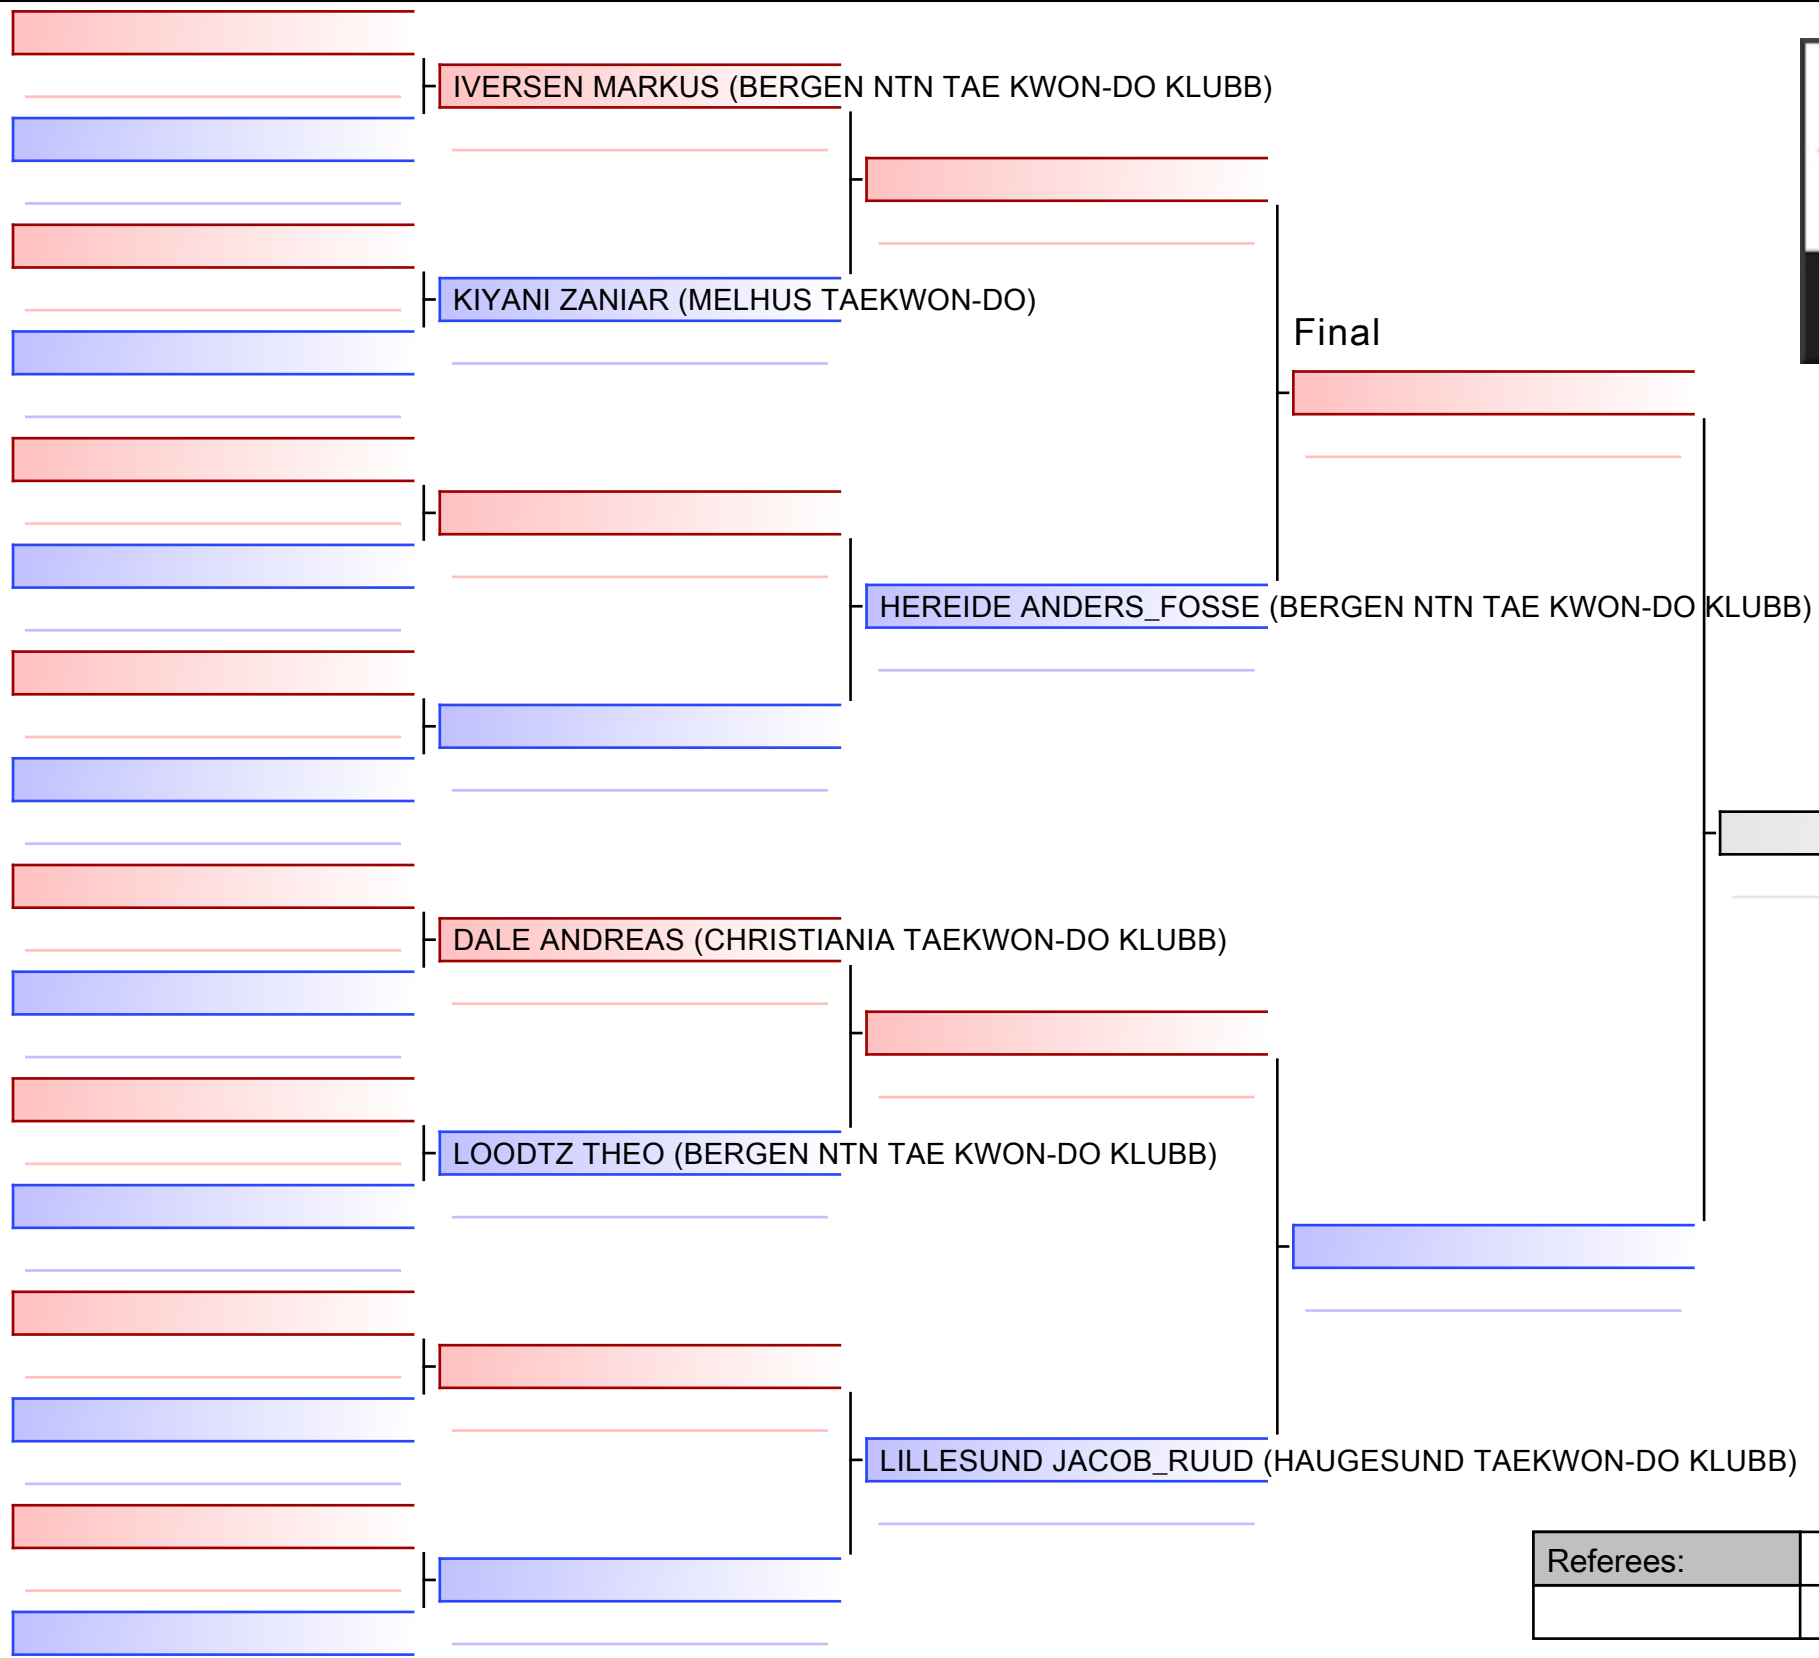 IVERSEN MARKUS (BERGEN NTN TAE KWON-DO KLUBB)
KIYANI ZANIAR (MELHUS TAEKWON-DO)
Final
HEREIDE ANDERS_FOSSE (BERGEN NTN TAE KWON-DO KLUBB)
DALE ANDREAS (CHRISTIANIA TAEKWON-DO KLUBB)
LOODTZ THEO (BERGEN NTN TAE KWON-DO KLUBB)
LILLESUND JACOB_RUUD (HAUGESUND TAEKWON-DO KLUBB)
Referees: